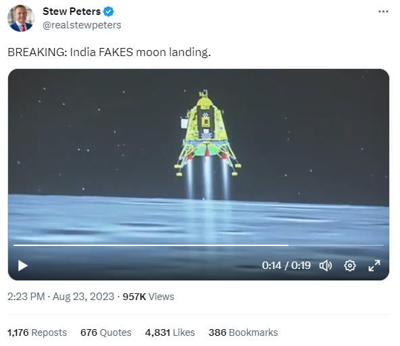 Stew Peters
@realstewpeters
BREAKING: India FAKES moon landing.
0:14 / 0:19
2:23 PM · Aug 23, 2023 · 957K Views
1,176 Reposts 676 Quotes 4,831 Likes 386 Bookmarks